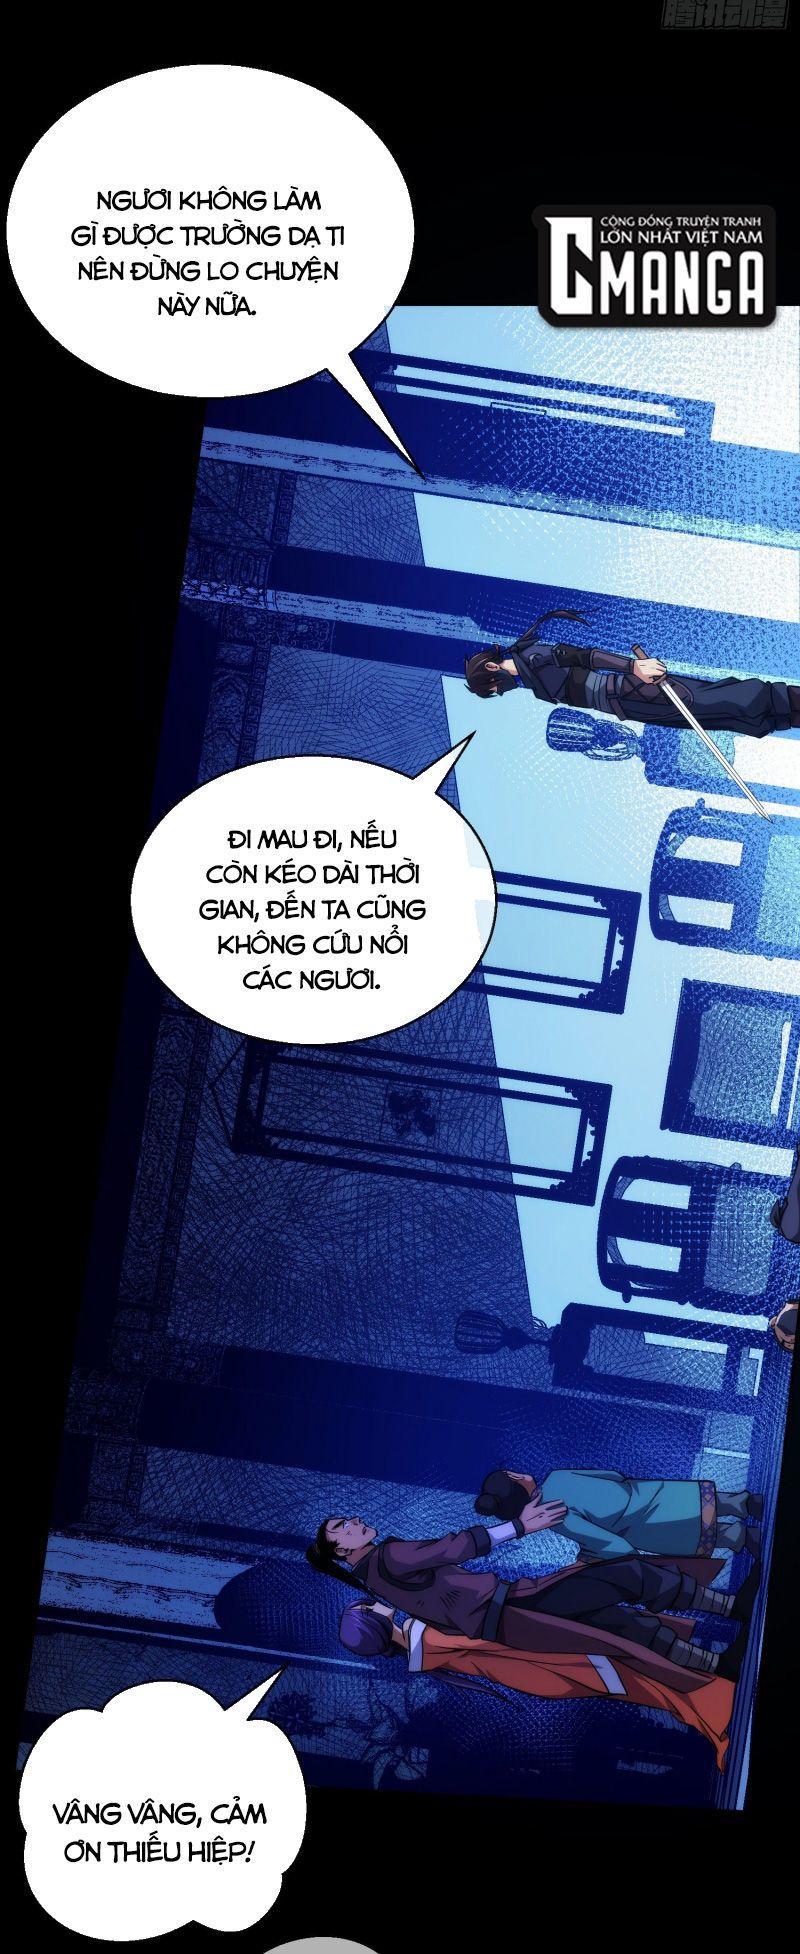 CỘNG ĐỒNG TRUYỆN TRANH
LỚN NHẤT VIỆT NAM
CMANGA
NGƯƠI KHÔNG LÀM
GÌ ĐƯỢC TRƯỜNG DẠ TI
NÊN ĐỪNG LO CHUYỆN
NÀY NỮA.
ĐI MAU ĐI, NẾU
CÒN KÉO DÀI THỜI
GIAN, ĐẾN TA CŨNG
KHÔNG CỨU NỔI
CÁC NGƯƠI.
VÂNG VÂNG, CẢM
ƠN THIẾU HIỆP!